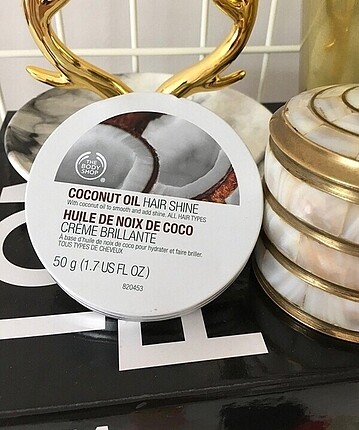 THE
BODY
SHOP
®
COCONUT OIL HAIR SHINE
With coconut oil to smooth and add shine. ALL HAIR TYPES
HUILE DE NOIX DE COCO
CRÈME BRILLANTE
À base d'huile de noix de coco pour hydrater et faire briller.
TOUS TYPES DE CHEVEUX
50 g (1.7 US FL OZ)
820453